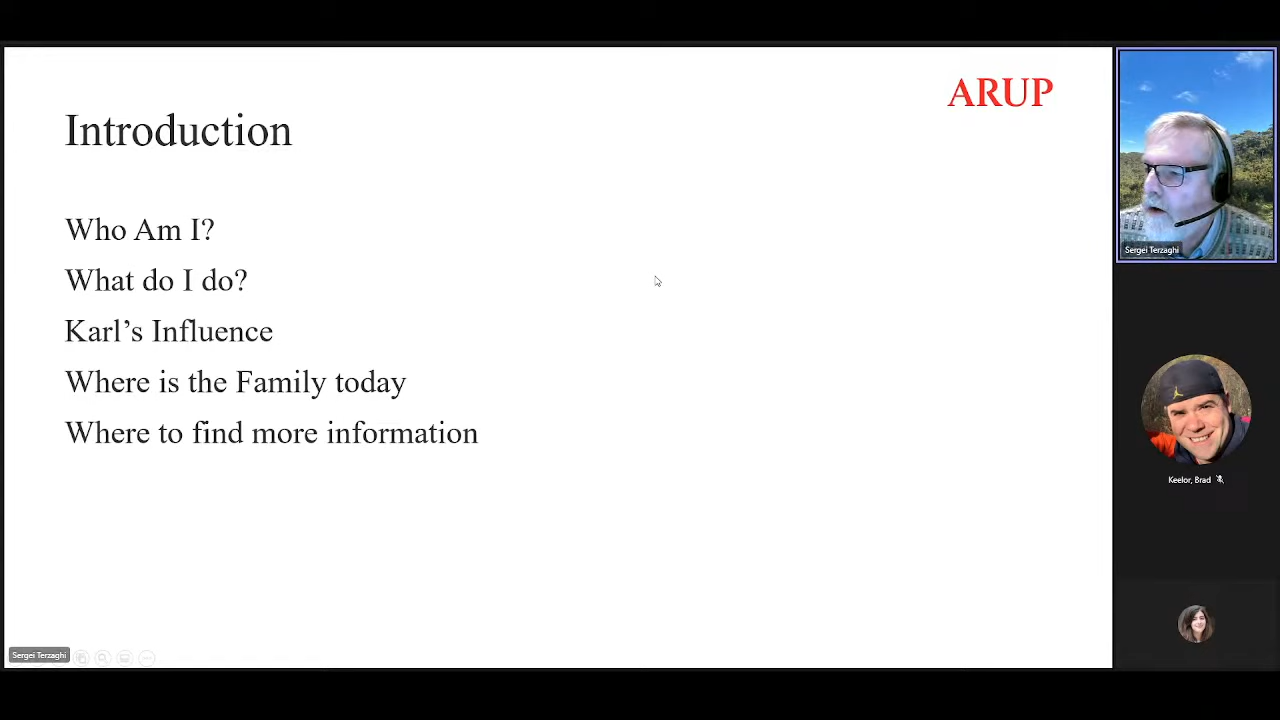 ARUP
Introduction
Who Am I?
What do I do?
Karl’s Influence
Where is the Family today
Where to find more information
Sergei Terzaghi
Keelor, Brad
Sergei Terzaghi